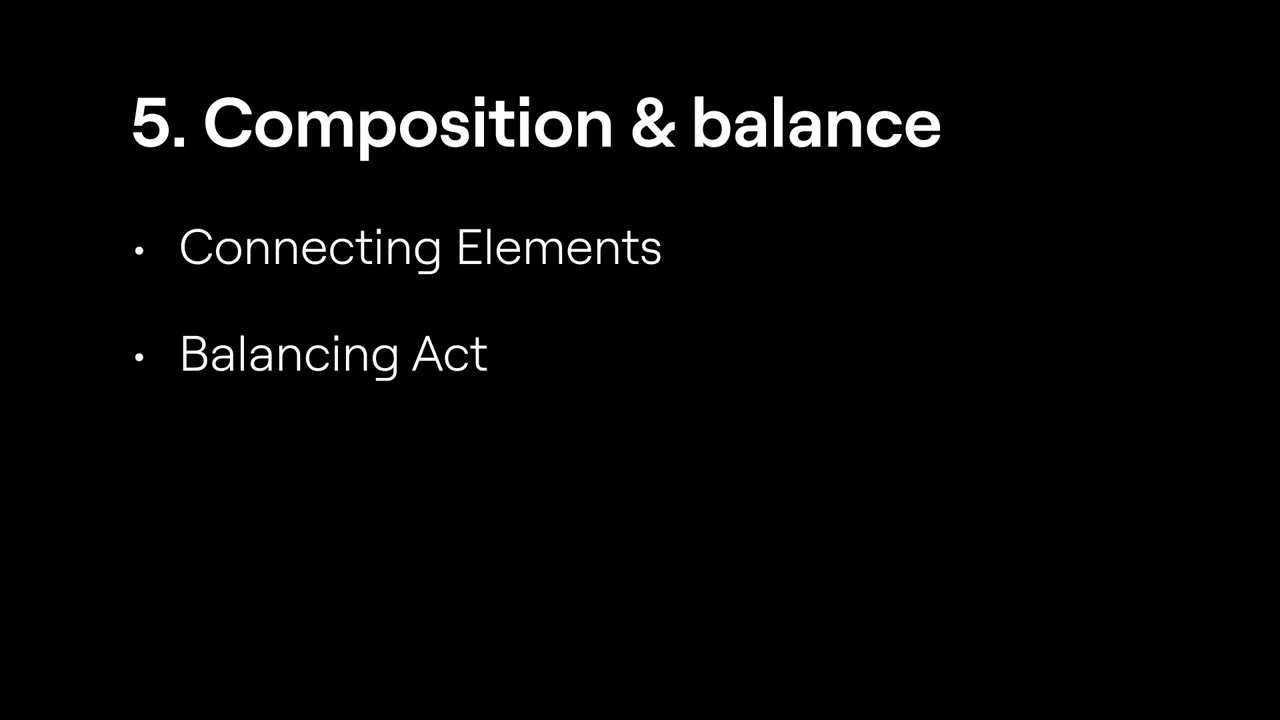 5. Composition & balance
• Connecting Elements
• Balancing Act